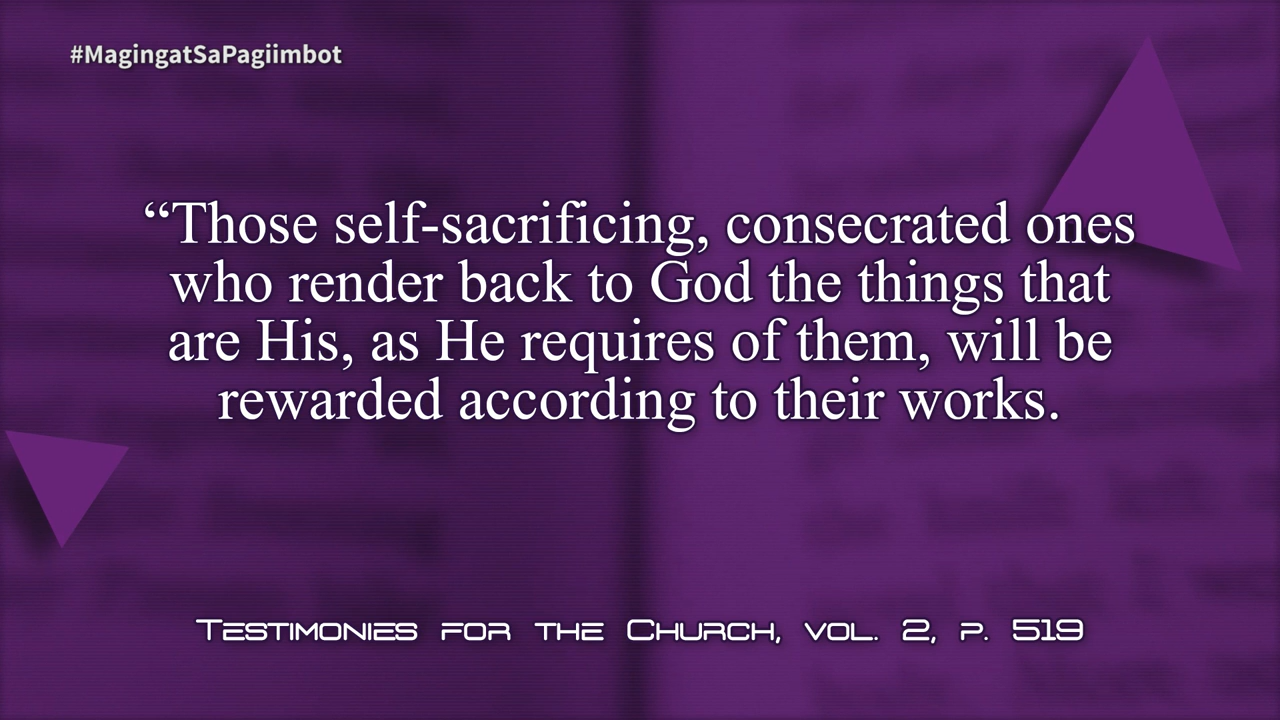 #MagingatSaPagiimbot
“Those self-sacrificing, consecrated ones
who render back to God the things that
are His, as He requires of them, will be
rewarded according to their works.
Testimonies for the Church, vol. 2, p. 519